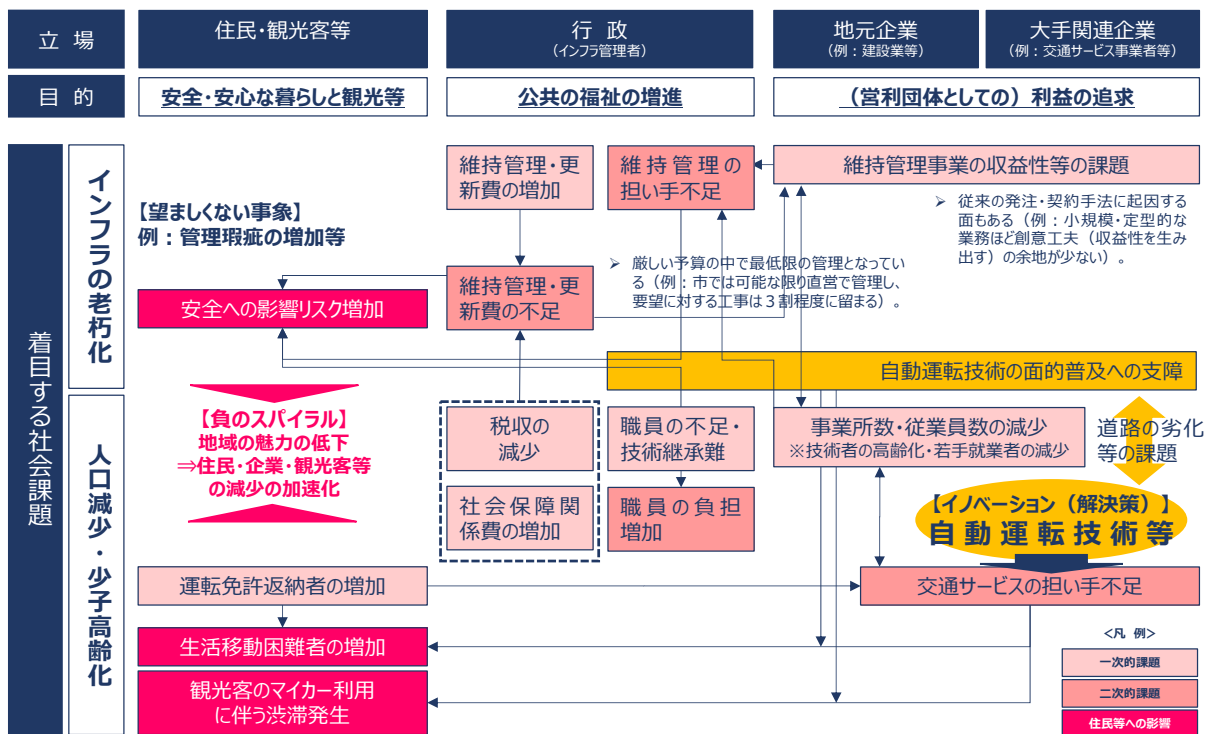 立 場
住民・観光客等
行 政
（インフラ管理者）
地元企業
（例：建設業等）
大手関連企業
（例：交通サービス事業者等）
目 的
安全・安心な暮らしと観光等
公共の福祉の増進
（営利団体としての）利益の追求
着目する社会課題
インフラの老朽化
人口減少・少子高齢化
維持管理・更
新費の増加
維持管理の
担い手不足
維持管理事業の収益性等の課題
➢ 従来の発注・契約手法に起因する
面もある（例：小規模・定型的な
業務ほど創意工夫（収益性を生み
出す）の余地が少ない）。
【望ましくない事象】
例：管理瑕疵の増加等
➢ 厳しい予算の中で最低限の管理となってい
る（例：市では可能な限り直営で管理し、
要望に対する工事は３割程度に留まる）。
安全への影響リスク増加
維持管理・更
新費の不足
自動運転技術の面的普及への支障
【負のスパイラル】
地域の魅力の低下
⇒住民・企業・観光客等
の減少の加速化
税収の
減少
職員の不足・
技術継承難
事業所数・従業員数の減少
※技術者の高齢化・若手就業者の減少
道路の劣化
等の課題
社会保障関
係費の増加
職員の負担
増加
【イノベーション（解決策）】
自動運転技術等
運転免許返納者の増加
交通サービスの担い手不足
生活移動困難者の増加
観光客のマイカー利用
に伴う渋滞発生
＜凡 例＞
一次的課題
二次的課題
住民等への影響